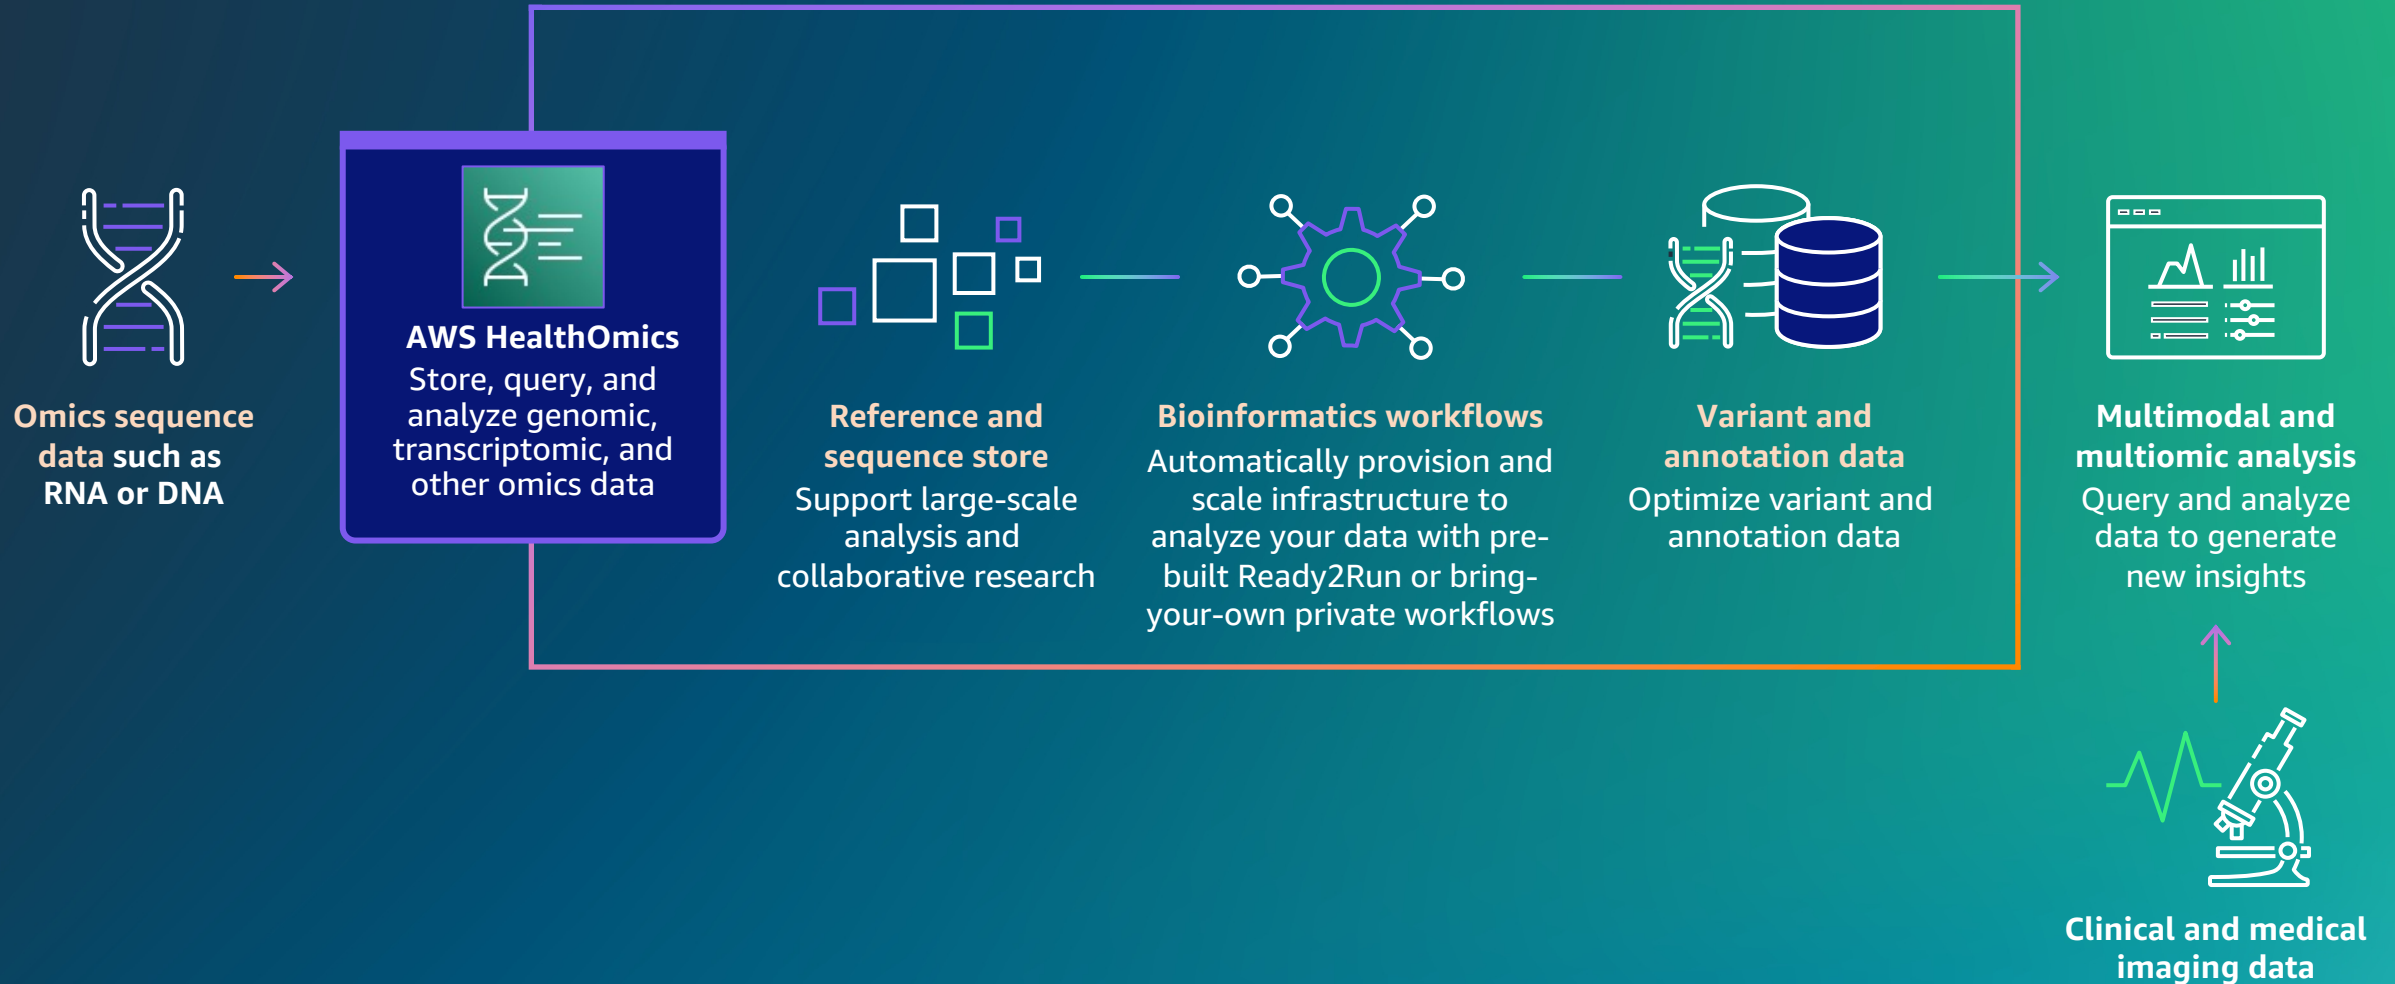 Omics sequence
data such as
RNA or DNA
AWS HealthOmics
Store, query, and
analyze genomic,
transcriptomic, and
other omics data
Reference and
sequence store
Support large-scale
analysis and
collaborative research
Bioinformatics workflows
Automatically provision and
scale infrastructure to
analyze your data with pre-
built Ready2Run or bring-
your-own private workflows
Variant and
annotation data
Optimize variant and
annotation data
Multimodal and
multiomic analysis
Query and analyze
data to generate
new insights
Clinical and medical
imaging data